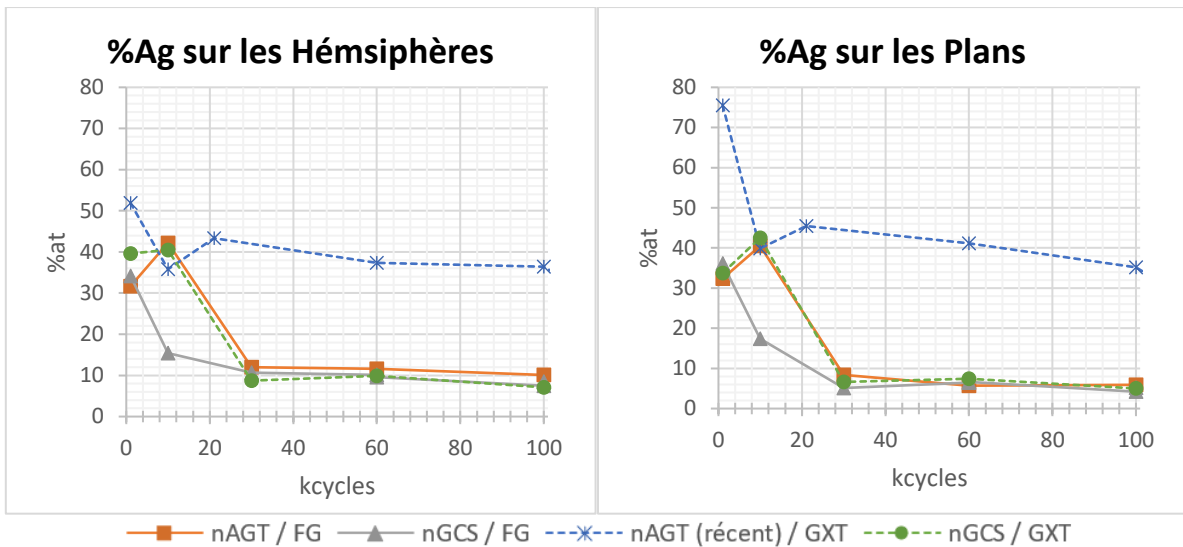 %Ag sur les Hémsiphères
80
70
60
50
40
30
20
10
0
%at
0 20 40 60 80 100
kcycles
%Ag sur les Plans
80
70
60
50
40
30
20
10
0
%at
0 20 40 60 80 100
kcycles
nAGT / FG nGCS / FG nAGT (récent) / GXT nGCS / GXT